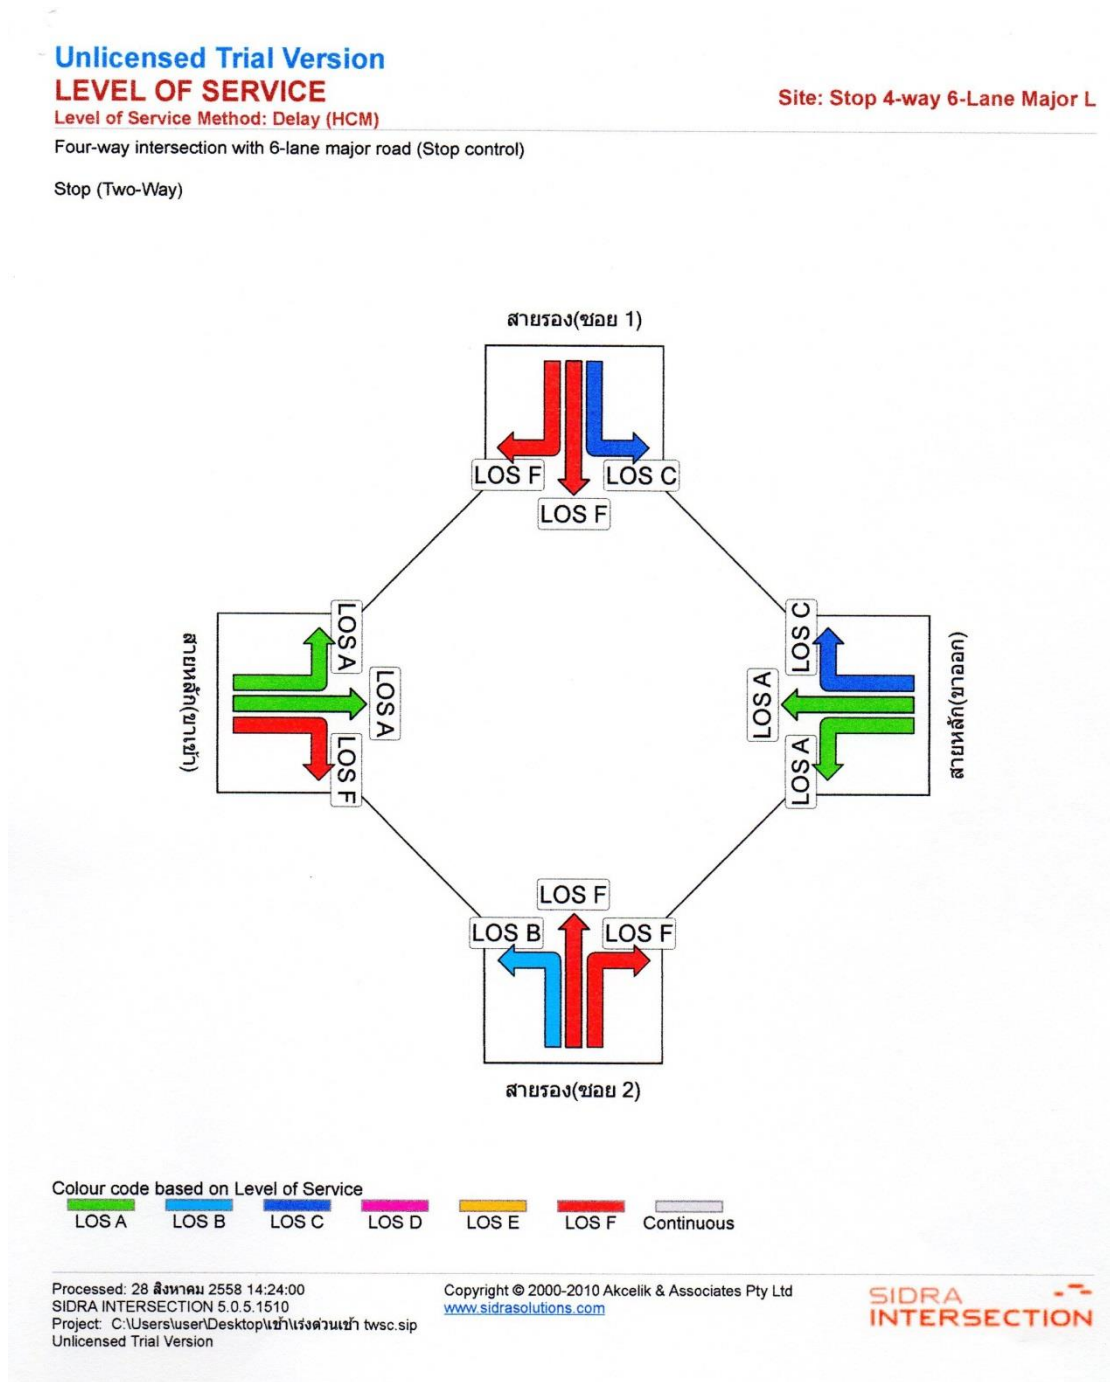 Unlicensed Trial Version
LEVEL OF SERVICE
Level of Service Method: Delay (HCM)
Site: Stop 4-way 6-Lane Major L
Four-way intersection with 6-lane major road (Stop control)
Stop (Two-Way)
สายรอง(ซอย 1)
LOS F
LOS C
LOS F
LOS A
LOS C
สายหลัก(ขาเข้า)
LOS A
LOS A
สายหลัก(ขาออก)
LOS F
LOS A
LOS F
LOS B
LOS F
สายรอง(ซอย 2)
Colour code based on Level of Service
LOS A
LOS B
LOS C
LOS D
LOS E
LOS F
Continuous
Processed: 28 สิงหาคม 2558 14:24:00
SIDRA INTERSECTION 5.0.5.1510
Project: C:\Users\user\Desktop\เช้า\เร่งด่วนเช้า twsc.sip
Unlicensed Trial Version
Copyright © 2000-2010 Akcelik & Associates Pty Ltd
www.sidrasolutions.com
SIDRA
INTERSECTION